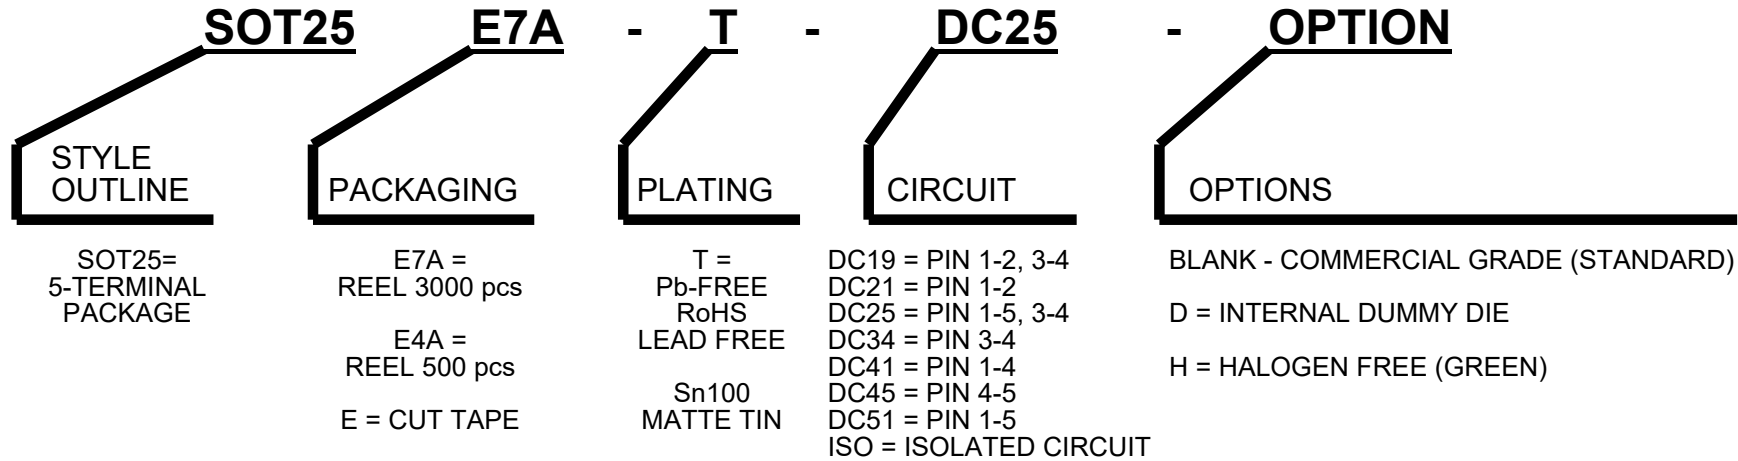 SOT25 E7A - T - DC25 - OPTION
STYLE
OUTLINE
PACKAGING
PLATING
CIRCUIT
OPTIONS
SOT25=
5-TERMINAL
PACKAGE
E7A =
REEL 3000 pcs
E4A =
REEL 500 pcs
E = CUT TAPE
T =
Pb-FREE
RoHS
LEAD FREE
Sn100
MATTE TIN
DC19 = PIN 1-2, 3-4
DC21 = PIN 1-2
DC25 = PIN 1-5, 3-4
DC34 = PIN 3-4
DC41 = PIN 1-4
DC45 = PIN 4-5
DC51 = PIN 1-5
ISO = ISOLATED CIRCUIT
BLANK - COMMERCIAL GRADE (STANDARD)
D = INTERNAL DUMMY DIE
H = HALOGEN FREE (GREEN)